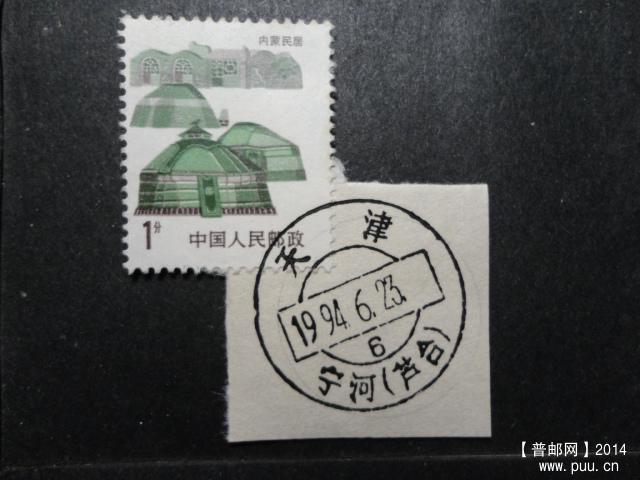 内蒙民居
1分
中国人民邮政
天津
1994.6.23.
6
宁河(芦台)
【普邮网】2014
www.puu.cn